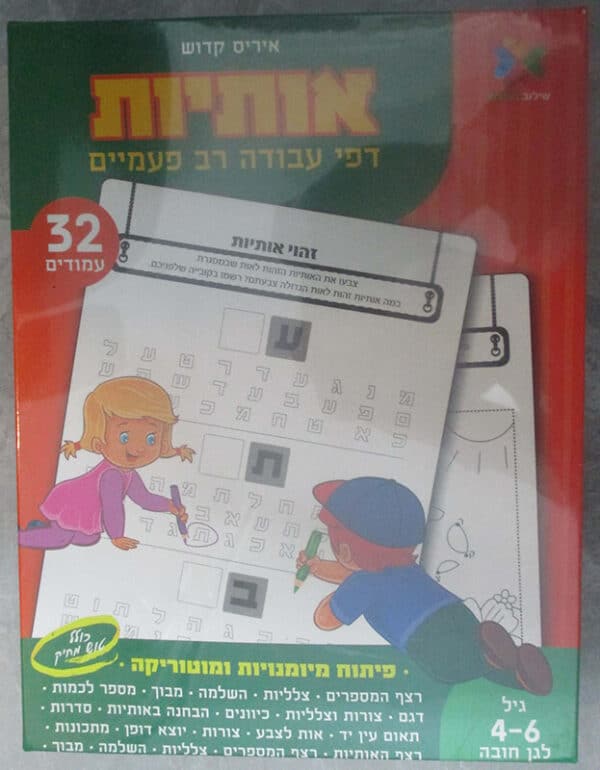 איריס קדוש
שילוב
אותיות
דפי עבודה רב פעמיים
32
עמודים
זהוי אותיות
צבעו את האותיות הזהות לאות שבמסגרת
כמה אותיות זהות לאות הגדולה צבעתם? רשמו בקובייה שלפניכם.
ע
מ נ ג ע ד ר ט ע ל
ת
ב
כולל
טוש מחיק
• פיתוח מיומנויות ומוטוריקה •
רצף המספרים • צלליות • השלמה • מבוך • מספר לכמות •
דגם • צורות וצלליות • כיוונים • הבחנה באותיות • סדרות
תאום עין יד • אות לצבע • צורות • יוצא דופן • מתכונות
רצף האותיות • רצף המספרים • צלליות • השלמה • מבוך •
גיל
4-6
לגן חובה